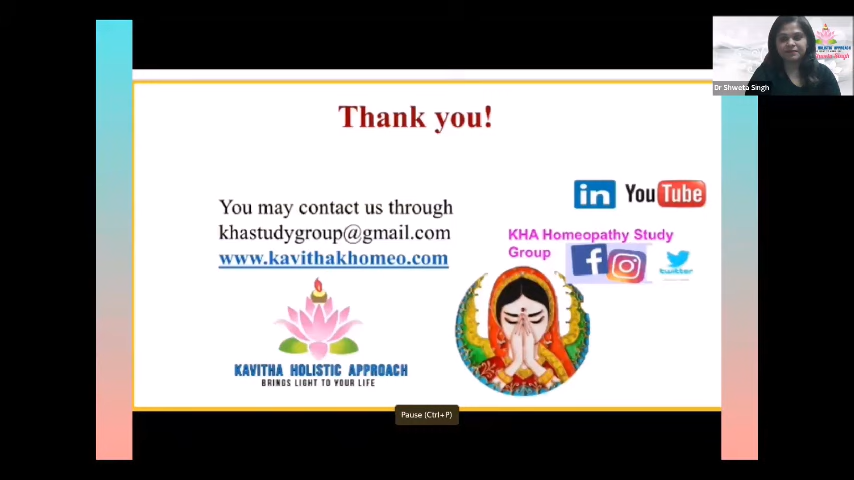 Thank you!
You may contact us through
khastudygroup@gmail.com
www.kavithakhomeo.com
in YouTube
KHA Homeopathy Study
Group
f
twitter
KAVITHA HOLISTIC APPROACH
BRINGS LIGHT TO YOUR LIFE
Dr Shweta Singh
Pause (Ctrl+P)